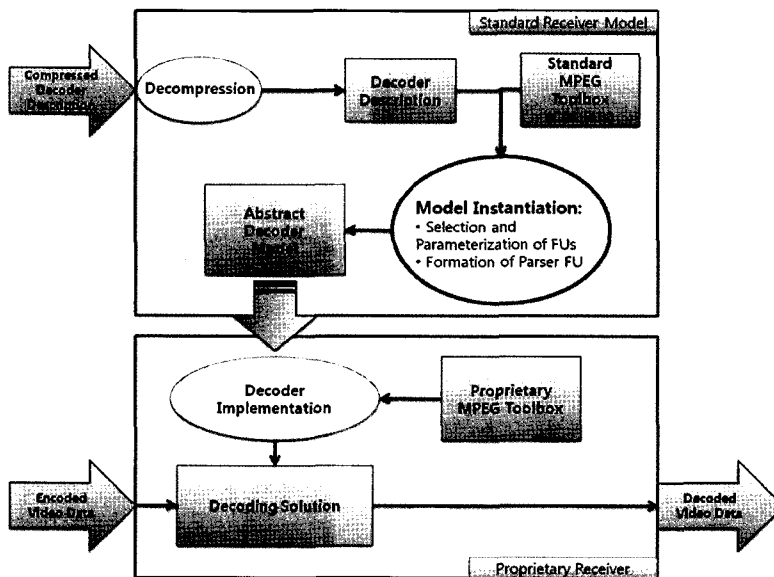 Standard Receiver Model
Compressed
Decoder
Description
Decompression
Decoder
Description
Standard
MPEG
Toolbox
Model Instantiation:
• Selection and
Parameterization of FUs
• Formation of Parser FU
Abstract
Decoder
Model
Decoder
Implementation
Proprietary
MPEG Toolbox
Encoded
Video Data
Decoding Solution
Decoded
Video Data
Proprietary Receiver